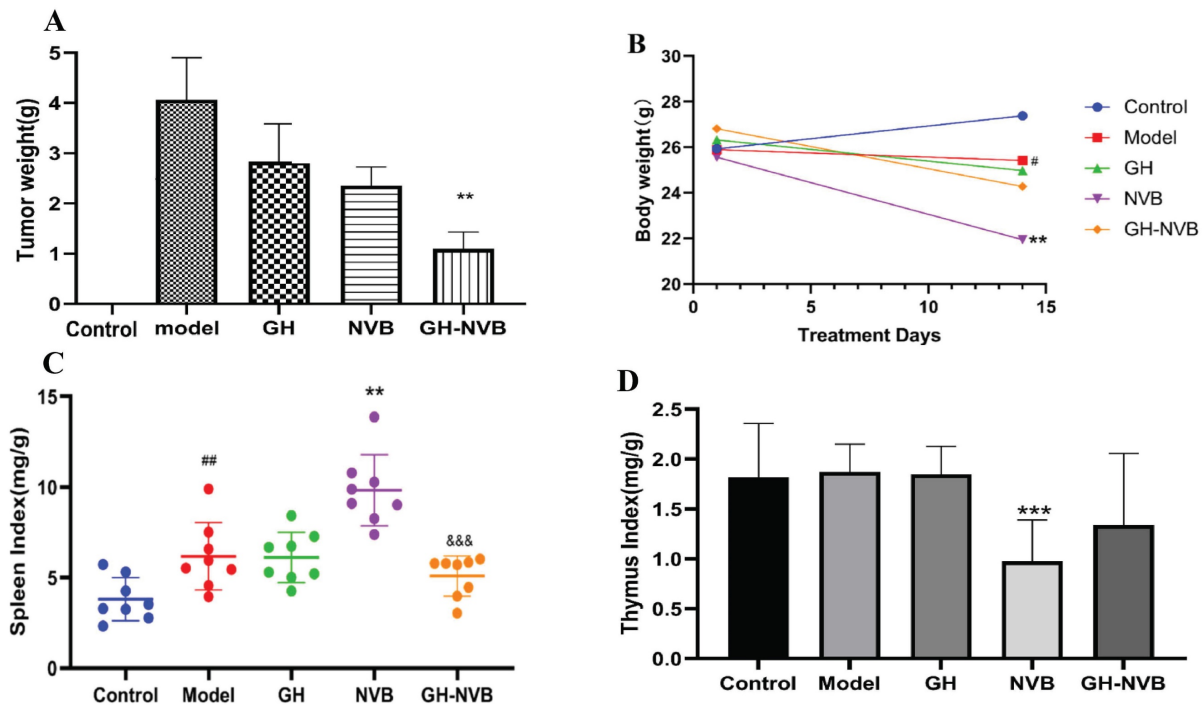 A
Tumor weight(g)
5
4
3
2
1
0
**
Control model GH NVB GH-NVB
B
Body weight(g)
30
28
26
24
22
20
#
**
0 5 10 15
Treatment Days
Control
Model
GH
NVB
GH-NVB
C
Spleen Index(mg/g)
15
10
5
0
##
**
&&&
Control Model GH NVB GH-NVB
D
Thymus Index(mg/g)
2.5
2.0
1.5
1.0
0.5
0.0
***
Control Model GH NVB GH-NVB